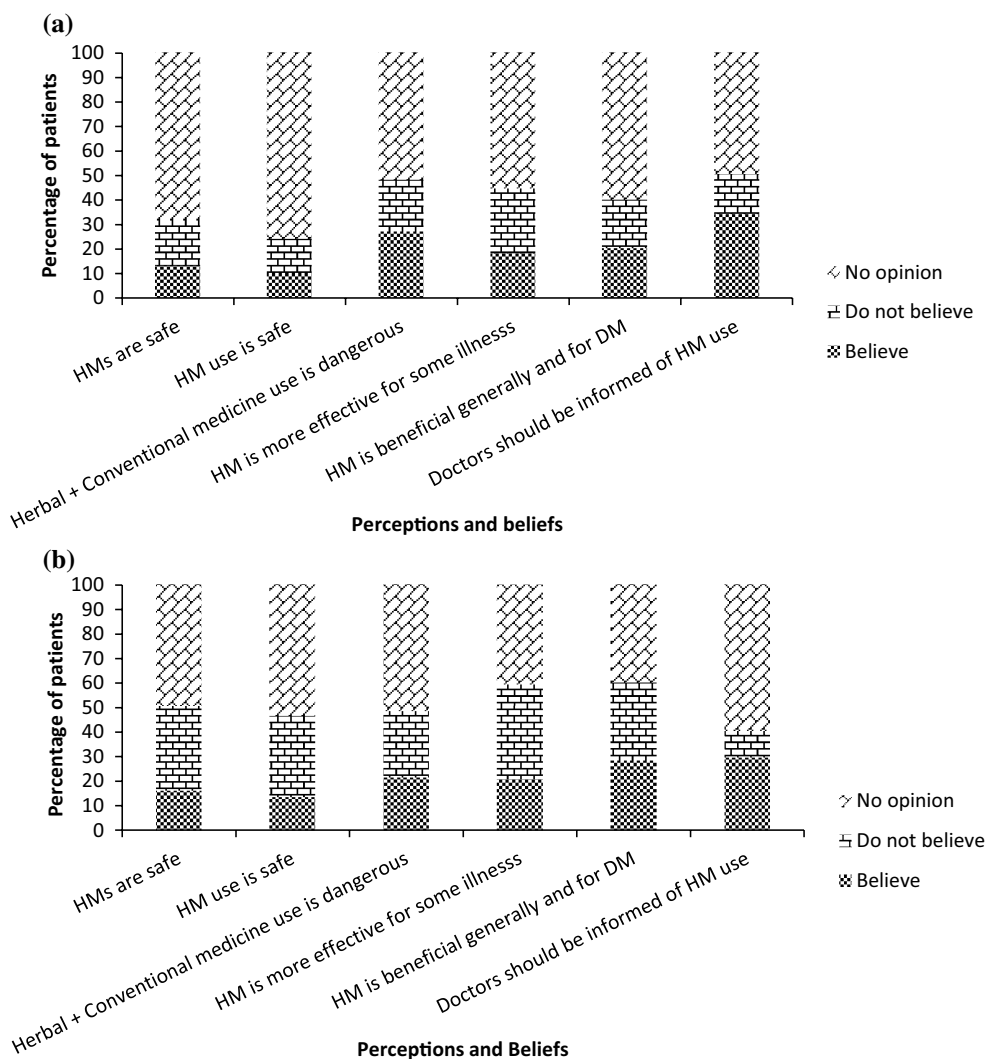 (a)
100
90
80
70
60
50
40
30
20
10
0
Percentage of patients
HMs are safe
HM use is safe
Herbal + Conventional medicine use is dangerous
HM is more effective for some illnesss
HM is beneficial generally and for DM
Doctors should be informed of HM use
Perceptions and beliefs
No opinion
Do not believe
Believe
(b)
100
90
80
70
60
50
40
30
20
10
0
Percentage of patients
HMs are safe
HM use is safe
Herbal + Conventional medicine use is dangerous
HM is more effective for some illnesss
HM is beneficial generally and for DM
Doctors should be informed of HM use
Perceptions and Beliefs
No opinion
Do not believe
Believe